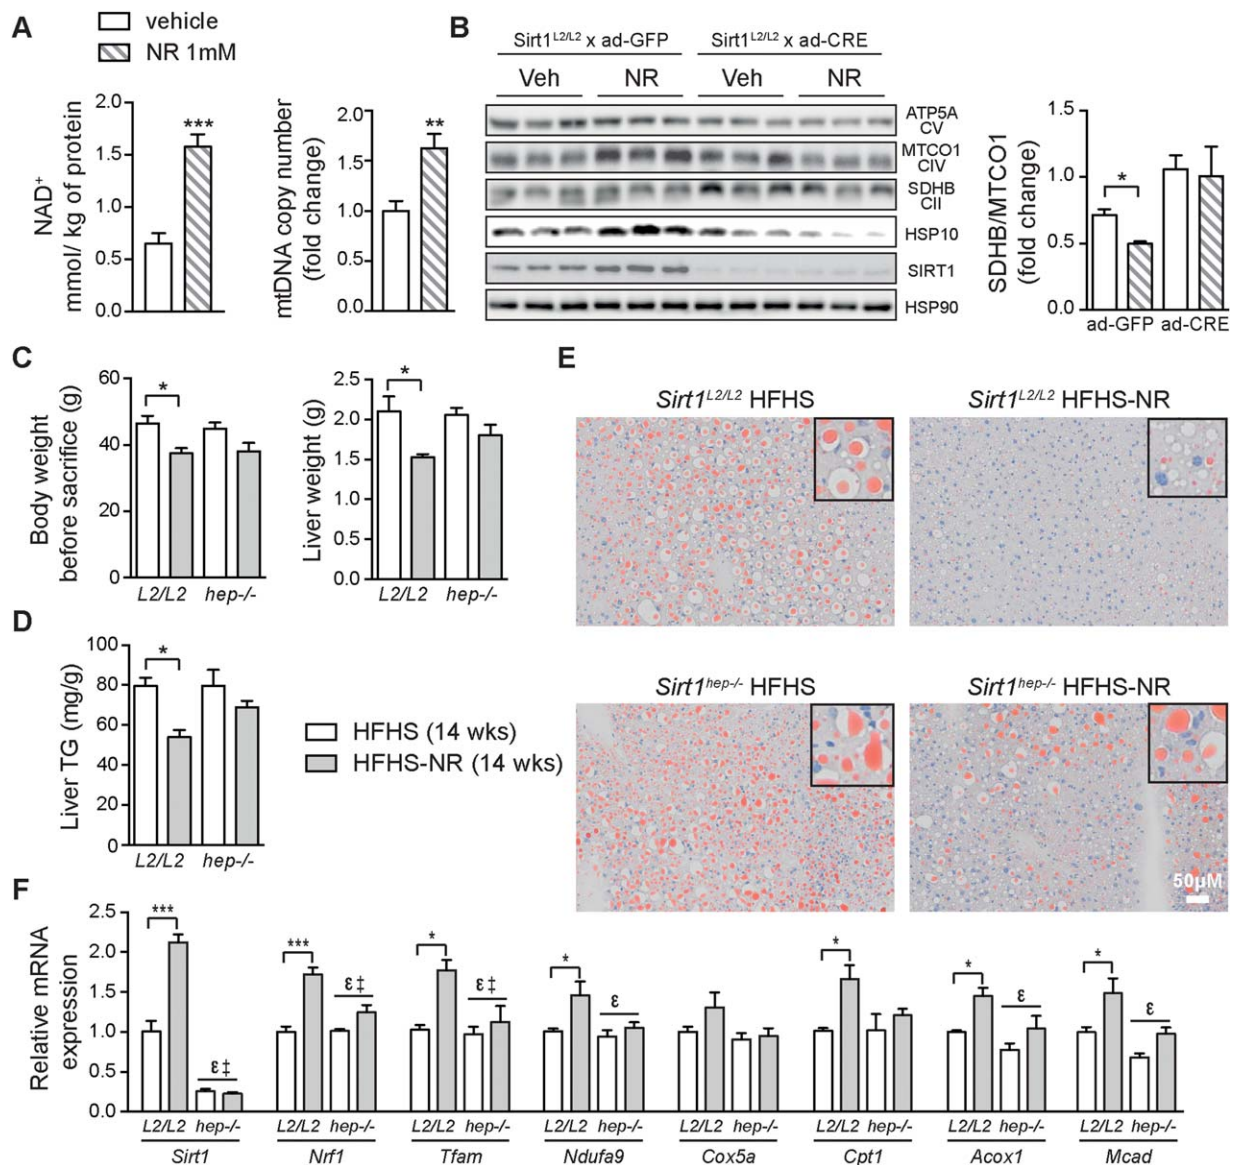 A
vehicle
NR 1mM
NAD+
mmol/ kg of protein
2.0
1.5
1.0
0.5
0.0
***
mtDNA copy number
(fold change)
2.0
1.5
1.0
0.5
0.0
**
B
Sirt1L2/L2 x ad-GFP
Sirt1L2/L2 x ad-CRE
Veh
NR
Veh
NR
ATP5A
CV
MTCO1
CIV
SDHB
CII
HSP10
SIRT1
HSP90
SDHB/MTCO1
(fold change)
1.5
1.0
0.5
0.0
*
ad-GFP
ad-CRE
C
Body weight
before sacrifice (g)
60
40
20
0
*
L2/L2
hep-/-
Liver weight (g)
2.5
2.0
1.5
1.0
0.5
0.0
*
L2/L2
hep-/-
D
Liver TG (mg/g)
100
80
60
40
20
0
*
L2/L2
hep-/-
HFHS (14 wks)
HFHS-NR (14 wks)
E
Sirt1L2/L2 HFHS
Sirt1L2/L2 HFHS-NR
Sirt1hep-/- HFHS
Sirt1hep-/- HFHS-NR
50µM
F
Relative mRNA
expression
2.5
2.0
1.5
1.0
0.5
0.0
***
ε‡
***
ε‡
*
ε‡
*
ε
*
*
ε
*
ε
L2/L2 hep-/-
L2/L2 hep-/-
L2/L2 hep-/-
L2/L2 hep-/-
L2/L2 hep-/-
L2/L2 hep-/-
L2/L2 hep-/-
L2/L2 hep-/-
Sirt1
Nrf1
Tfam
Ndufa9
Cox5a
Cpt1
Acox1
Mcad